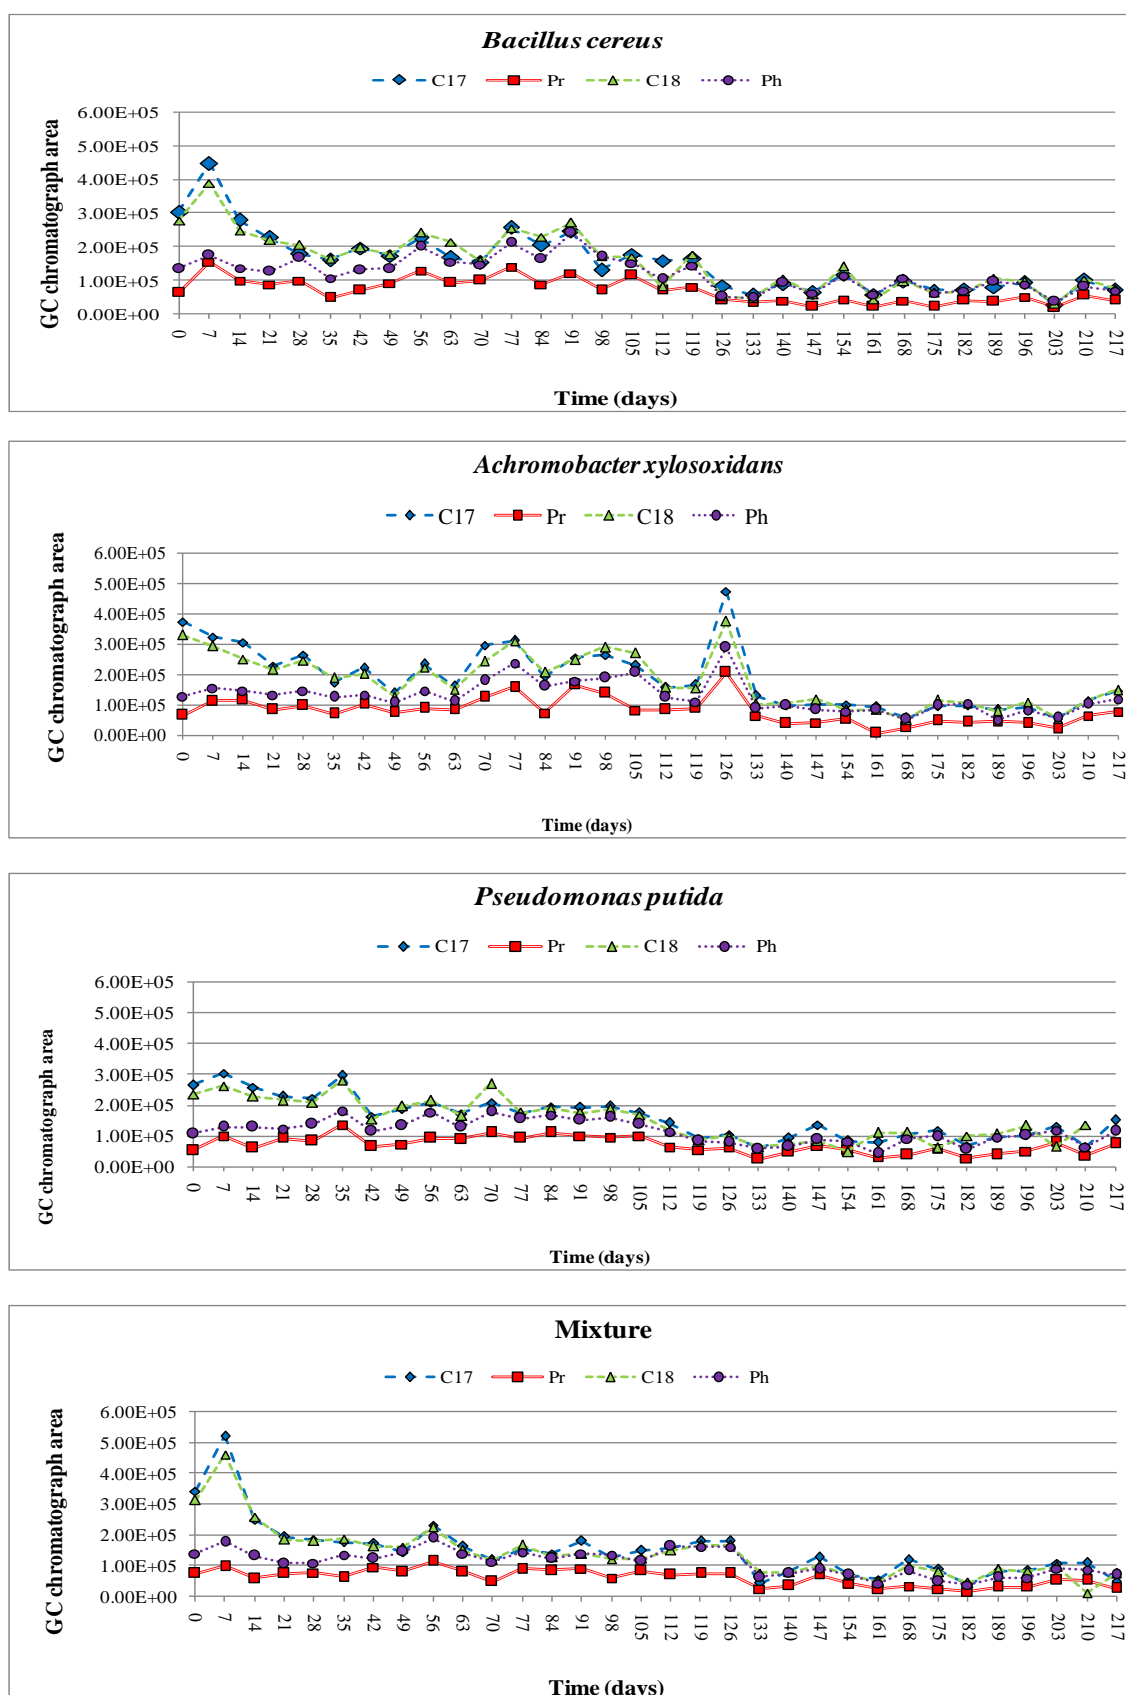 Bacillus cereus
C17 Pr C18 Ph
GC chromatograph area
6.00E+05
5.00E+05
4.00E+05
3.00E+05
2.00E+05
1.00E+05
0.00E+00
0 7 14 21 28 35 42 49 56 63 70 77 84 91 98 105 112 119 126 133 140 147 154 161 168 175 182 189 196 203 210 217
Time (days)
Achromobacter xylosoxidans
C17 Pr C18 Ph
GC chromatograph area
6.00E+05
5.00E+05
4.00E+05
3.00E+05
2.00E+05
1.00E+05
0.00E+00
0 7 14 21 28 35 42 49 56 63 70 77 84 91 98 105 112 119 126 133 140 147 154 161 168 175 182 189 196 203 210 217
Time (days)
Pseudomonas putida
C17 Pr C18 Ph
GC chromatograph area
6.00E+05
5.00E+05
4.00E+05
3.00E+05
2.00E+05
1.00E+05
0.00E+00
0 7 14 21 28 35 42 49 56 63 70 77 84 91 98 105 112 119 126 133 140 147 154 161 168 175 182 189 196 203 210 217
Time (days)
Mixture
C17 Pr C18 Ph
GC chromatograph area
6.00E+05
5.00E+05
4.00E+05
3.00E+05
2.00E+05
1.00E+05
0.00E+00
0 7 14 21 28 35 42 49 56 63 70 77 84 91 98 105 112 119 126 133 140 147 154 161 168 175 182 189 196 203 210 217
Time (days)